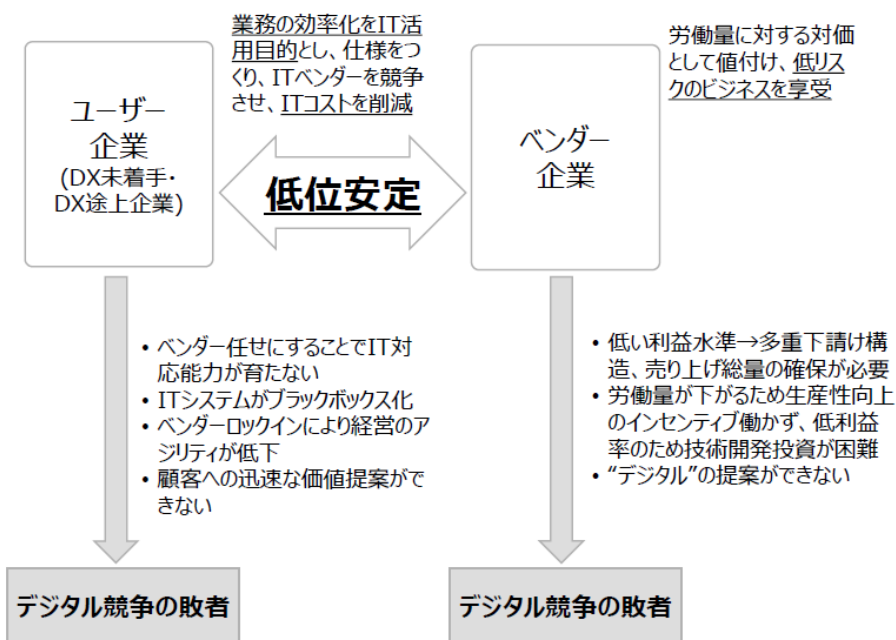 業務の効率化をIT活
用目的とし、仕様をつ
くり、ITベンダーを競争
させ、ITコストを削減
労働量に対する対価
として値付け、低リス
クのビジネスを享受
ユーザー
企業
(DX未着手・
DX途上企業)
低位安定
ベンダー
企業
• ベンダー任せにすることでIT対
応能力が育たない
• ITシステムがブラックボックス化
• ベンダーロックインにより経営のア
ジリティが低下
• 顧客への迅速な価値提案がで
きない
• 低い利益水準→多重下請け構
造、売り上げ総量の確保が必要
• 労働量が下がるため生産性向上
のインセンティブ働かず、低利益
率のため技術開発投資が困難
• “デジタル”の提案ができない
デジタル競争の敗者
デジタル競争の敗者